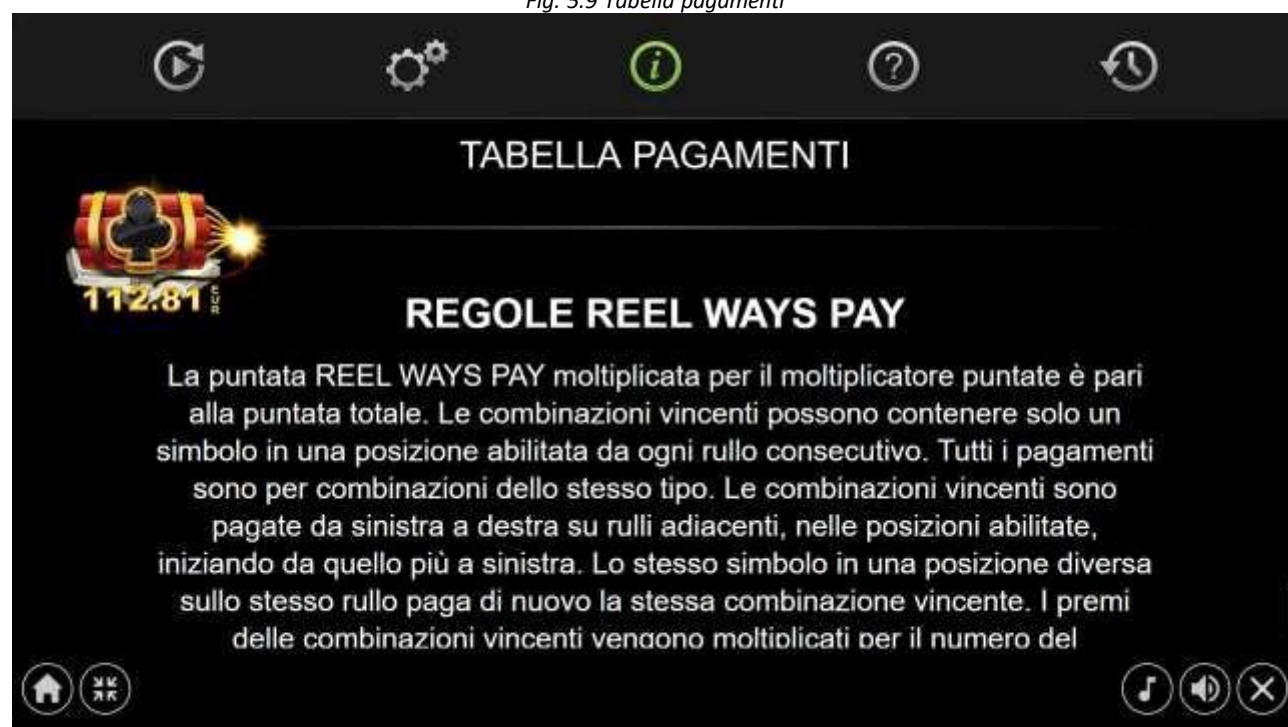 Fig. 5.9 Tabella pagamenti
TABELLA PAGAMENTI
112.81 EUR
REGOLE REEL WAYS PAY
La puntata REEL WAYS PAY moltiplicata per il moltiplicatore puntate è pari
alla puntata totale. Le combinazioni vincenti possono contenere solo un
simbolo in una posizione abilitata da ogni rullo consecutivo. Tutti i pagamenti
sono per combinazioni dello stesso tipo. Le combinazioni vincenti sono
pagate da sinistra a destra su rulli adiacenti, nelle posizioni abilitate,
iniziando da quello più a sinistra. Lo stesso simbolo in una posizione diversa
sullo stesso rullo paga di nuovo la stessa combinazione vincente. I premi
delle combinazioni vincenti vengono moltiplicati per il numero del